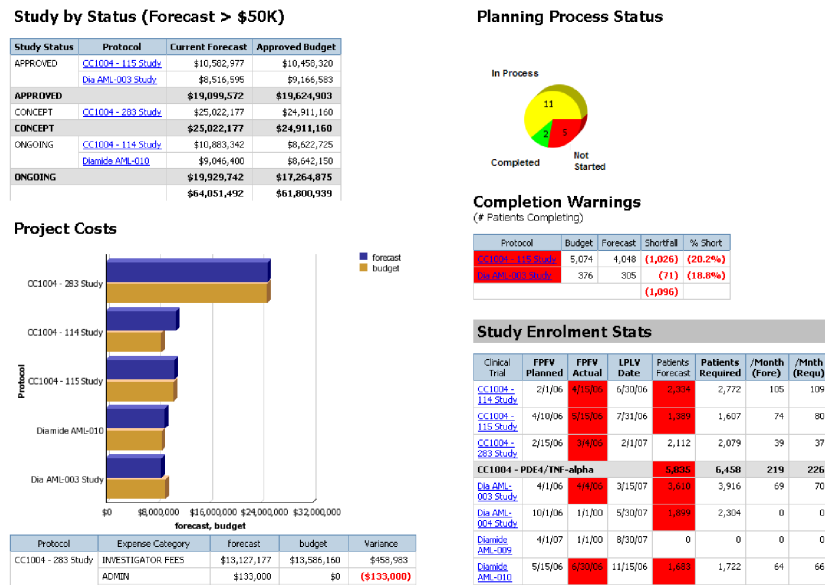 Study by Status (Forecast > $50K)
Study Status Protocol Current Forecast Approved Budget
APPROVED CC1004 - 115 Study $10,582,977 $10,458,320
Dia AML-003 Study $8,516,595 $9,166,583
APPROVED $19,099,572 $19,624,903
CONCEPT CC1004 - 283 Study $25,022,177 $24,911,160
CONCEPT $25,022,177 $24,911,160
ONGOING CC1004 - 114 Study $10,883,342 $8,622,725
Diamide AML-010 $9,046,400 $8,642,150
ONGOING $19,929,742 $17,264,875
$64,051,492 $61,800,939
Project Costs
forecast
budget
Protocol
CC1004 - 283 Study
CC1004 - 114 Study
CC1004 - 115 Study
Diamide AML-010
Dia AML-003 Study
$0 $8,000,000 $16,000,000 $24,000,000 $32,000,000
forecast, budget
Protocol Expense Category forecast budget Variance
CC1004 - 283 Study INVESTIGATOR FEES $13,127,177 $13,586,160 $458,983
ADMIN $133,000 $0 ($133,000)
Planning Process Status
In Process
11
2 5
Completed
Not
Started
Completion Warnings
(# Patients Completing)
Protocol Budget Forecast Shortfall % Short
CC1004 - 115 Study 5,074 4,048 (1,026) (20.2%)
Dia AML-003 Study 376 305 (71) (18.8%)
(1,096)
Study Enrolment Stats
Clinical FPFV FPFV LPLV Patients Patients /Month /Mnth
Trial Planned Actual Date Forecast Required (Fore) (Requ)
CC1004 - 2/1/06 4/15/06 6/30/06 2,334 2,772 105 109
114 Study
CC1004 - 4/10/06 5/15/06 7/31/06 1,389 1,607 74 80
115 Study
CC1004 - 2/15/06 3/4/06 2/1/07 2,112 2,079 39 37
283 Study
CC1004 - PDE4/TNF-alpha 5,835 6,458 219 226
Dia AML- 4/1/06 4/4/06 3/15/07 3,610 3,916 69 70
003 Study
Dia AML- 10/1/06 1/1/00 5/30/07 1,899 2,304 0 0
004 Study
Diamide 4/1/07 1/1/00 8/30/07 0 0 0 0
AML-009
Diamide 5/15/06 6/30/06 11/15/06 1,683 1,722 64 66
AML-010